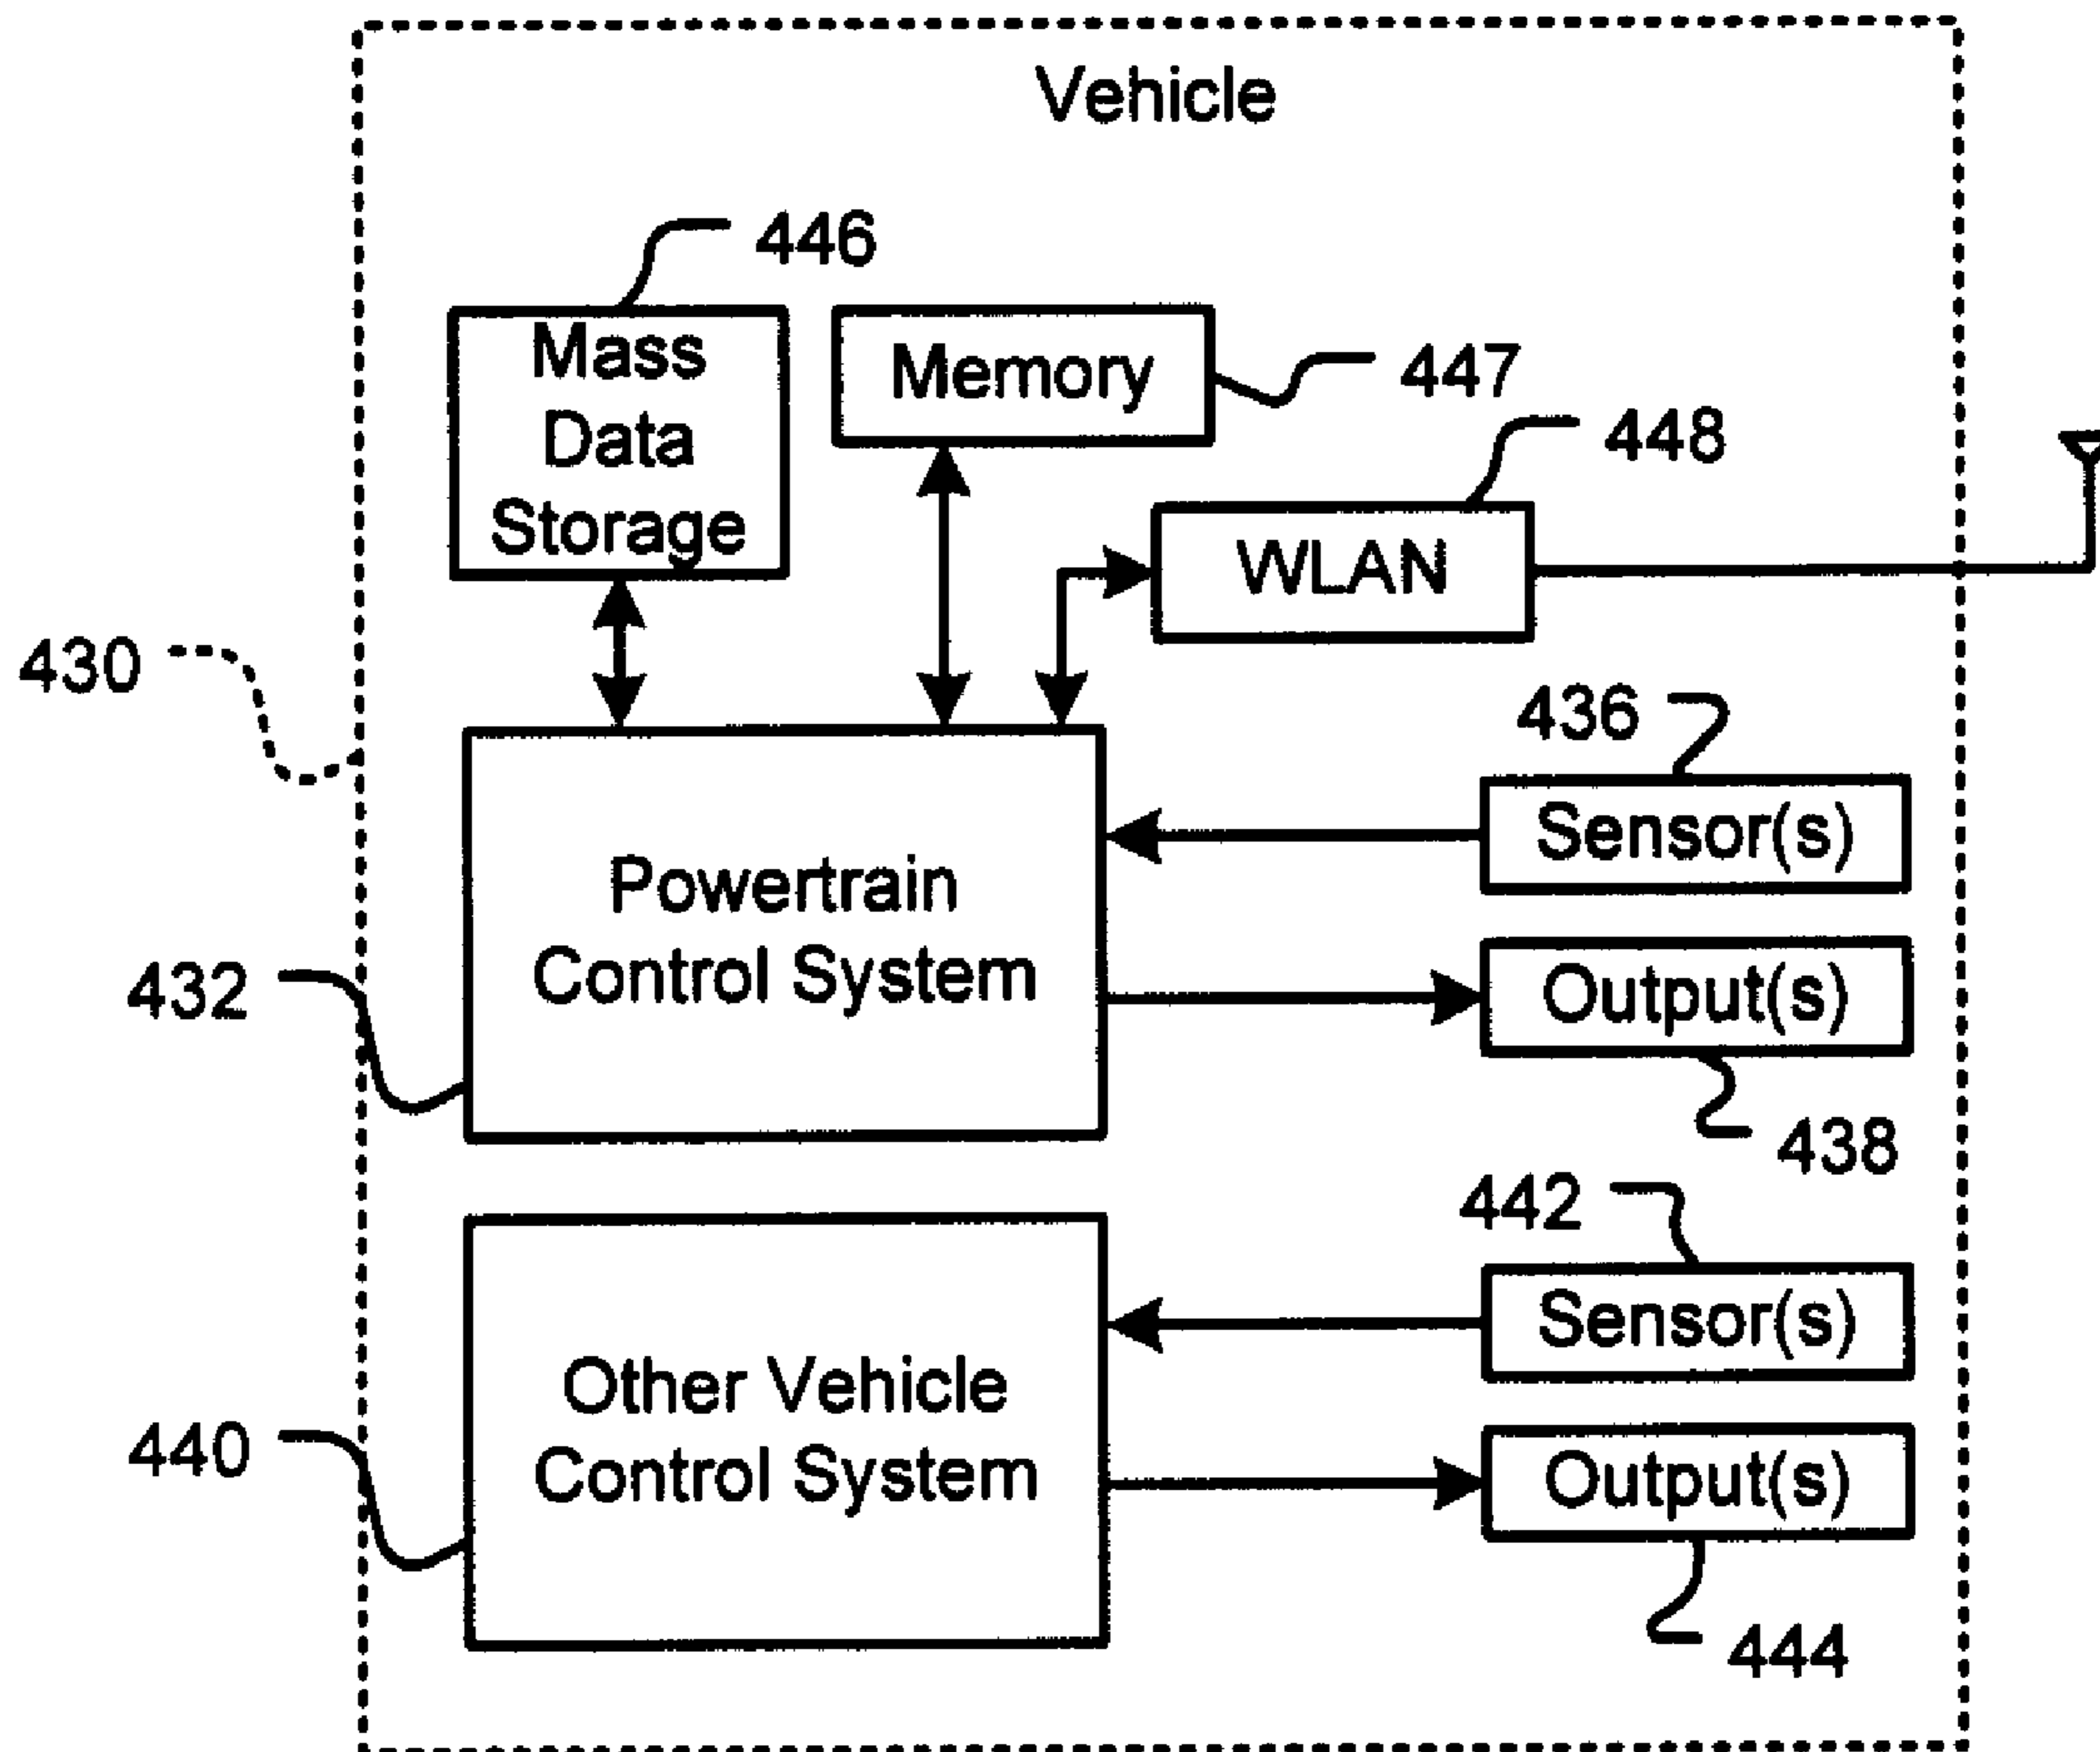 Vehicle
446
Mass
Data
Storage
Memory
447
448
WLAN
430
436
Sensor(s)
Powertrain
Control System
Output(s)
432
438
442
Sensor(s)
Other Vehicle
Control System
Output(s)
440
444